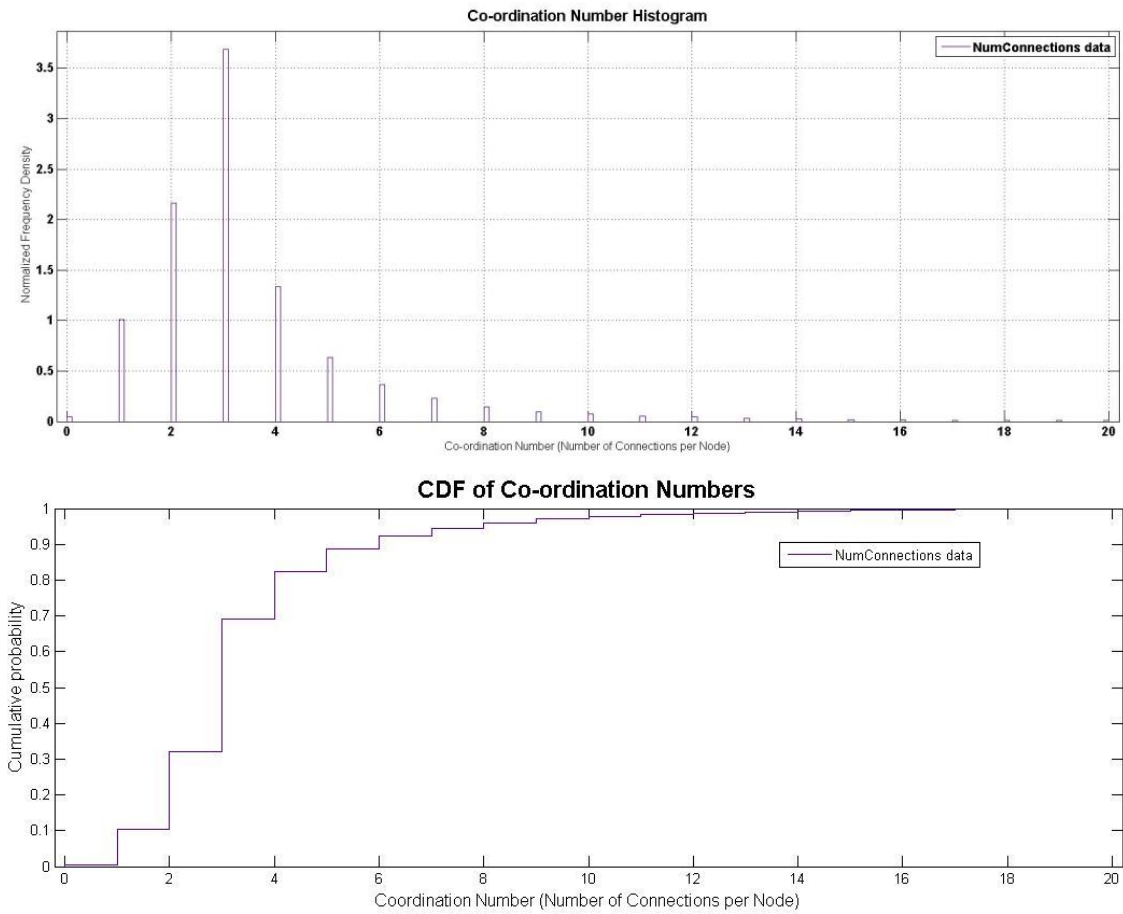 Co-ordination Number Histogram
NumConnections data
Normalized Frequency Density
3.5
3
2.5
2
1.5
1
0.5
0
0 2 4 6 8 10 12 14 16 18 20
Co-ordination Number (Number of Connections per Node)
CDF of Co-ordination Numbers
NumConnections data
Cumulative probability
1
0.9
0.8
0.7
0.6
0.5
0.4
0.3
0.2
0.1
0
0 2 4 6 8 10 12 14 16 18 20
Coordination Number (Number of Connections per Node)